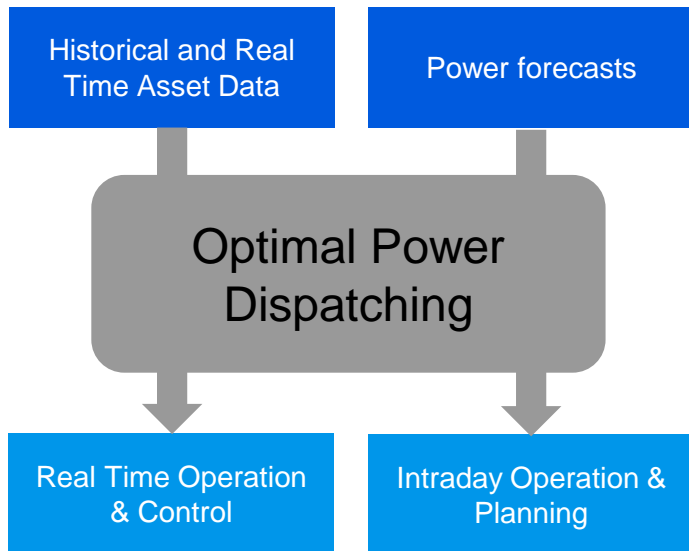 Historical and Real
Time Asset Data
Power forecasts
Optimal Power
Dispatching
Real Time Operation
& Control
Intraday Operation &
Planning